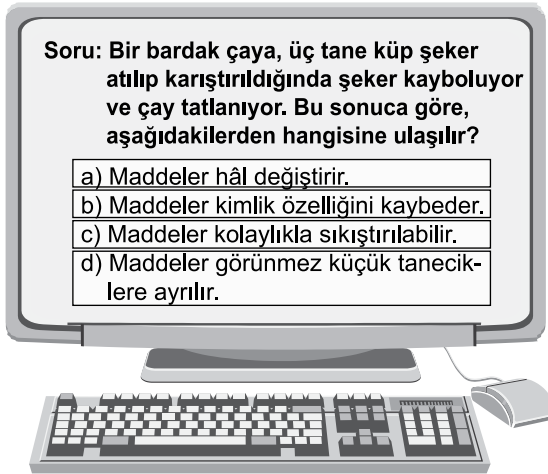 Soru: Bir bardak çaya, üç tane küp şeker
atılıp karıştırıldığında şeker kayboluyor
ve çay tatlanıyor. Bu sonuca göre,
aşağıdakilerden hangisine ulaşılır?
a) Maddeler hâl değiştirir.
b) Maddeler kimlik özelliğini kaybeder.
c) Maddeler kolaylıkla sıkıştırılabilir.
d) Maddeler görünmez küçük tanecik-
lere ayrılır.